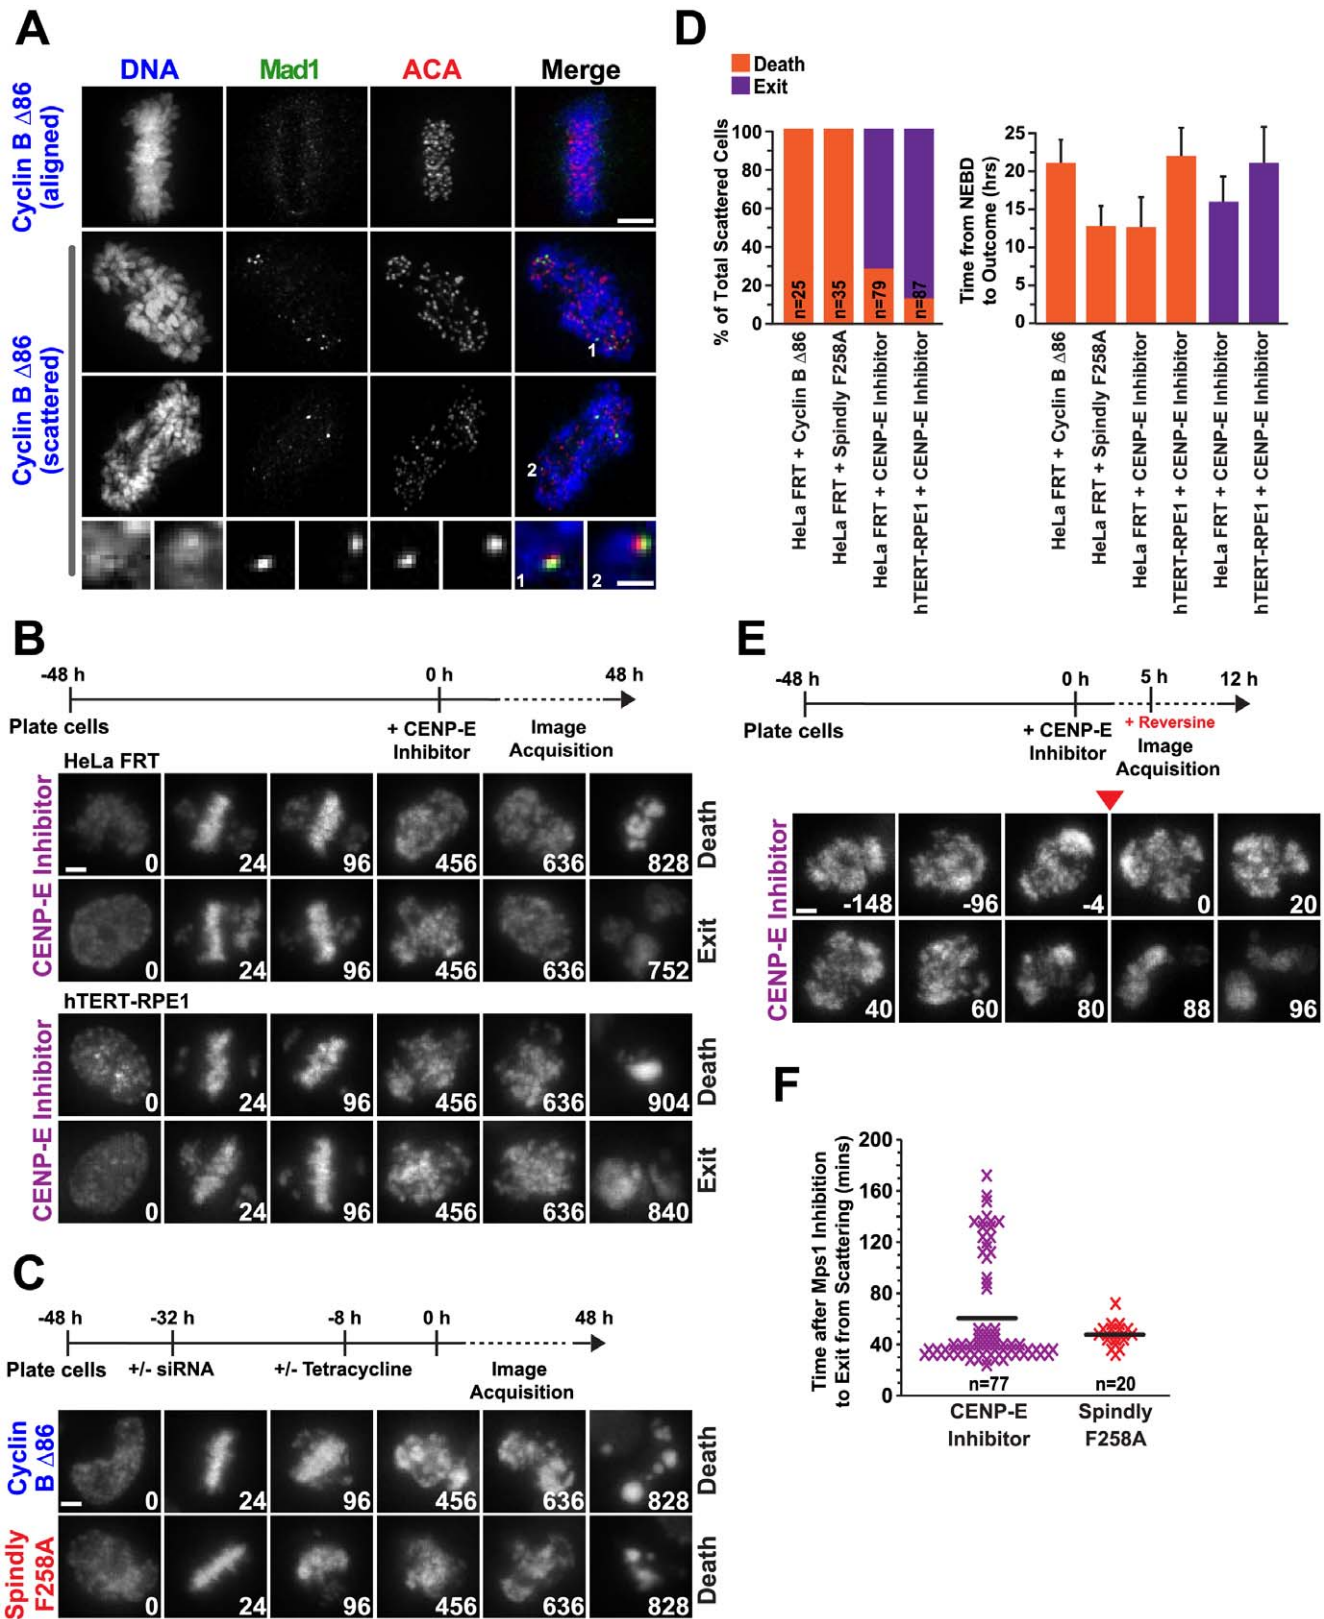 A
DNA
Mad1
ACA
Merge
Cyclin B Δ86
(aligned)
Cyclin B Δ86
(scattered)
1
2
1
2
B
-48 h
0 h
48 h
Plate cells
+ CENP-E
Inhibitor
Image
Acquisition
HeLa FRT
CENP-E Inhibitor
0
24
96
456
636
828
Death
0
24
96
456
636
752
Exit
hTERT-RPE1
CENP-E Inhibitor
0
24
96
456
636
904
Death
0
24
96
456
636
840
Exit
C
-48 h
-32 h
-8 h
0 h
48 h
Plate cells
+/- siRNA
+/- Tetracycline
Image
Acquisition
Cyclin
B Δ86
0
24
96
456
636
828
Death
Spindly
F258A
0
24
96
456
636
828
Death
D
Death
Exit
% of Total Scattered Cells
100
80
60
40
20
0
n=25
n=35
n=79
n=87
HeLa FRT + Cyclin B Δ86
HeLa FRT + Spindly F258A
HeLa FRT + CENP-E Inhibitor
hTERT-RPE1 + CENP-E Inhibitor
Time from NEBD
to Outcome (hrs)
25
20
15
10
5
0
HeLa FRT + Cyclin B Δ86
HeLa FRT + Spindly F258A
HeLa FRT + CENP-E Inhibitor
hTERT-RPE1 + CENP-E Inhibitor
HeLa FRT + CENP-E Inhibitor
hTERT-RPE1 + CENP-E Inhibitor
E
-48 h
0 h
5 h
12 h
Plate cells
+ CENP-E
Inhibitor
+ Reversine
Image
Acquisition
CENP-E Inhibitor
-148
-96
-4
0
20
40
60
80
88
96
F
Time after Mps1 Inhibition
to Exit from Scattering (mins)
200
160
120
80
40
0
n=77
n=20
CENP-E
Inhibitor
Spindly
F258A